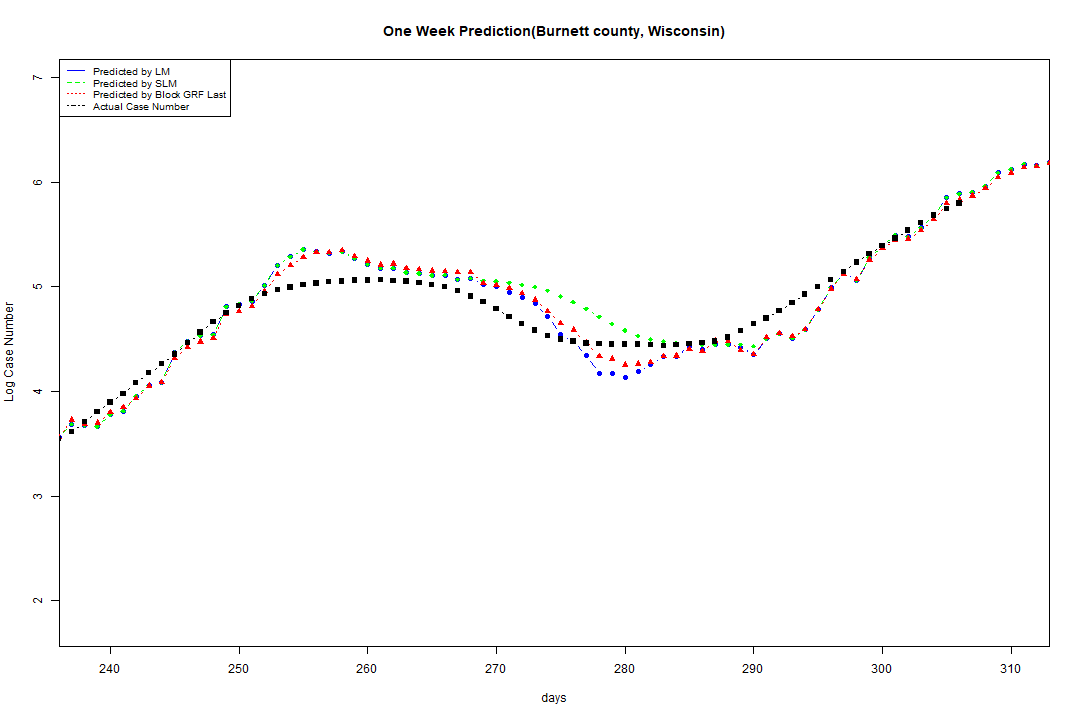 One Week Prediction(Burnett county, Wisconsin)
Predicted by LM
Predicted by SLM
Predicted by Block GRF Last
Actual Case Number
7
6
5
4
3
2
Log Case Number
240 250 260 270 280 290 300 310
days